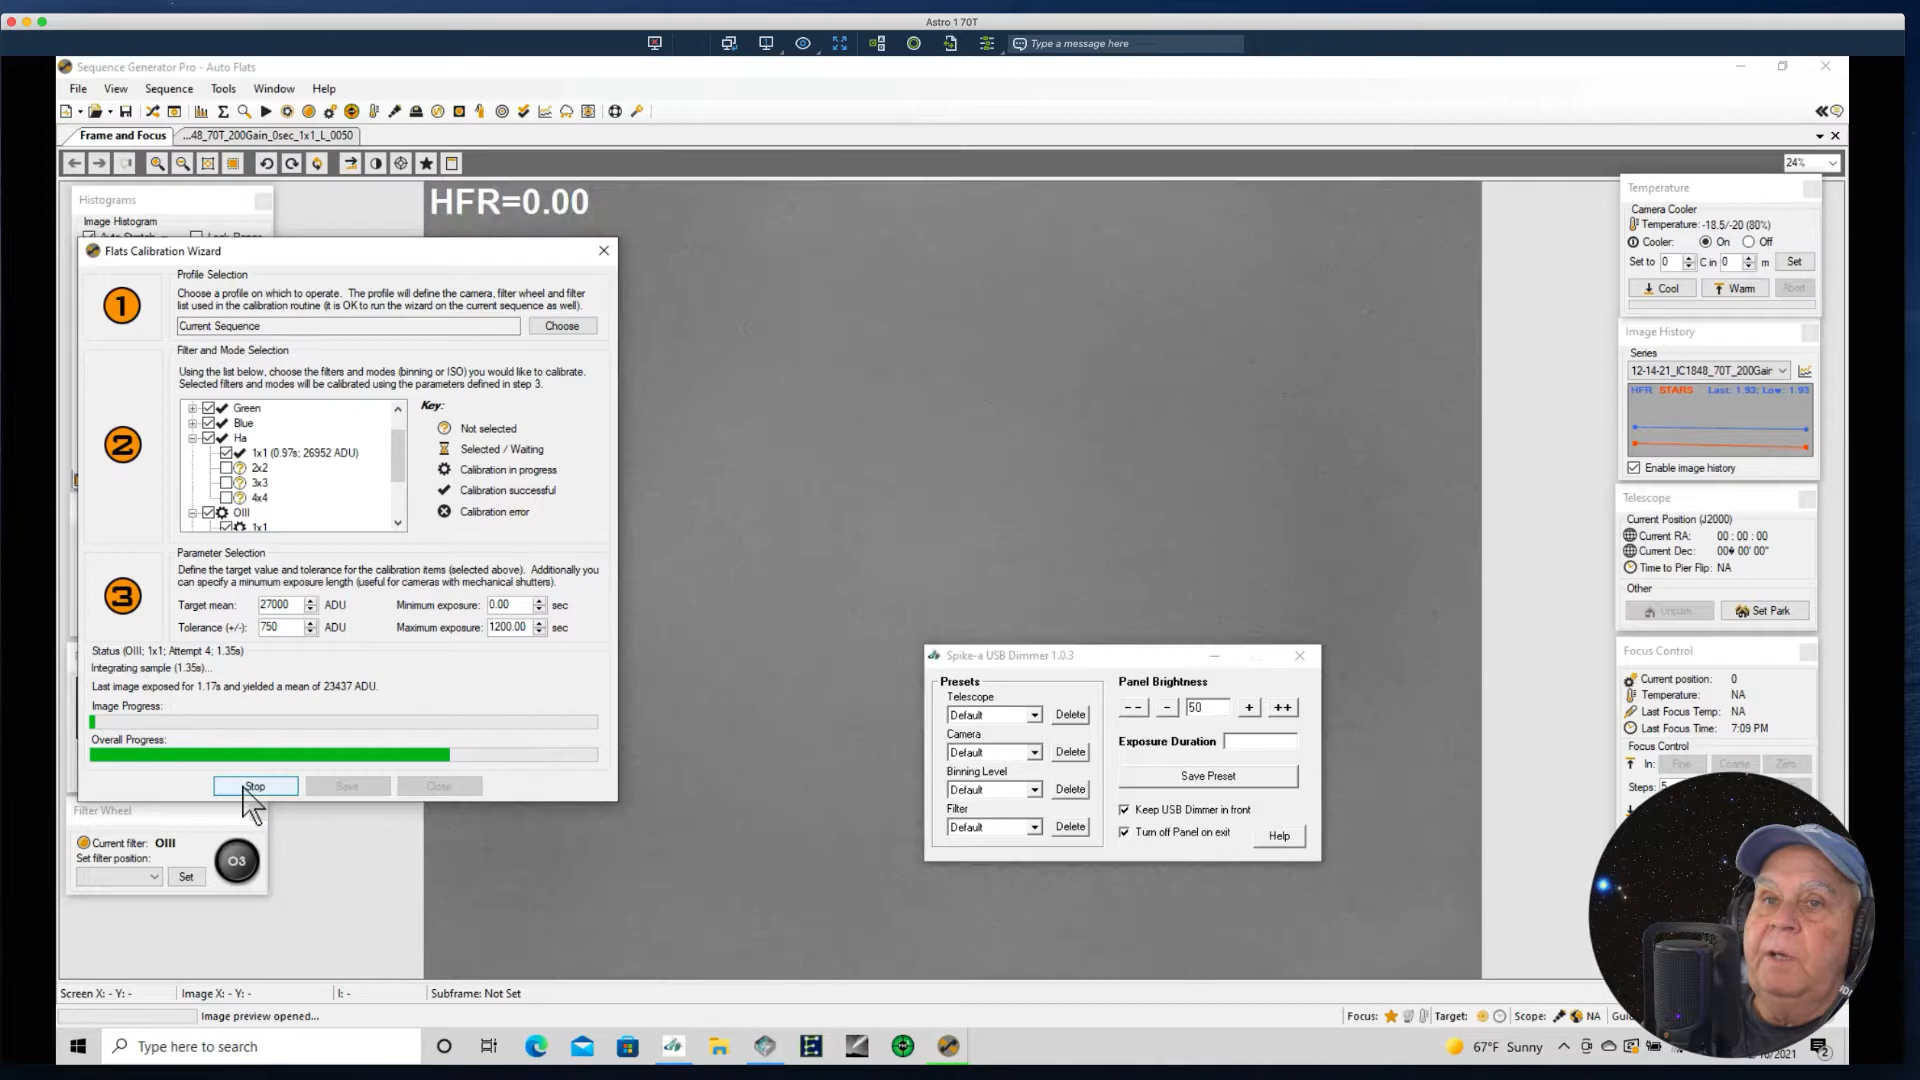 Astro 1 70T
Type a message here
Sequence Generator Pro - Auto Flats
File View Sequence Tools Window Help
Frame and Focus
...48_70T_200Gain_0sec_1x1_L_0050
24%
HFR=0.00
Histograms
Image Histogram
Flats Calibration Wizard
1
Profile Selection
Choose a profile on which to operate. The profile will define the camera, filter wheel and filter
list used in the calibration routine (it is OK to run the wizard on the current sequence as well).
Current Sequence
Choose
2
Filter and Mode Selection
Using the list below, choose the filters and modes (binning or ISO) you would like to calibrate.
Selected filters and modes will be calibrated using the parameters defined in step 3.
Green
Blue
Ha
1x1 (0.97s; 26952 ADU)
2x2
3x3
4x4
OIII
1x1
Key:
Not selected
Selected / Waiting
Calibration in progress
Calibration successful
Calibration error
3
Parameter Selection
Define the target value and tolerance for the calibration items (selected above). Additionally you
can specify a minumum exposure length (useful for cameras with mechanical shutters).
Target mean: 27000 ADU Minimum exposure: 0.00 sec
Tolerance (+/-): 750 ADU Maximum exposure: 1200.00 sec
Status (OIII; 1x1; Attempt 4; 1.35s)
Integrating sample (1.35s)...
Last image exposed for 1.17s and yielded a mean of 23437 ADU.
Image Progress:
Overall Progress:
Stop Save Close
Filter Wheel
Current filter: OIII
Set filter position:
Set
O3
Spike-a USB Dimmer 1.0.3
Presets
Telescope
Default Delete
Camera
Default Delete
Binning Level
Default Delete
Filter
Default Delete
Panel Brightness
- - - 50 + ++
Exposure Duration
Save Preset
Keep USB Dimmer in front
Turn off Panel on exit
Help
Temperature
Camera Cooler
Temperature: -18.5/-20 (80%)
Cooler: On Off
Set to 0 C in 0 m Set
Cool Warm Abort
Image History
Series
12-14-21_IC1848_70T_200Gair
HFR STARS Last: 1.93; Low: 1.93
Enable image history
Telescope
Current Position (J2000)
Current RA: 00 : 00 : 00
Current Dec: 00� 00' 00"
Time to Pier Flip: NA
Other
Unpark Set Park
Focus Control
Current position: 0
Temperature: NA
Last Focus Temp: NA
Last Focus Time: 7:09 PM
Focus Control
In: Fine Coarse Zero
Steps: 5
Screen X: - Y: - Image X: - Y: - I: - Subframe: Not Set
Image preview opened...
Focus: Target: Scope: NA
Type here to search
67°F Sunny
2